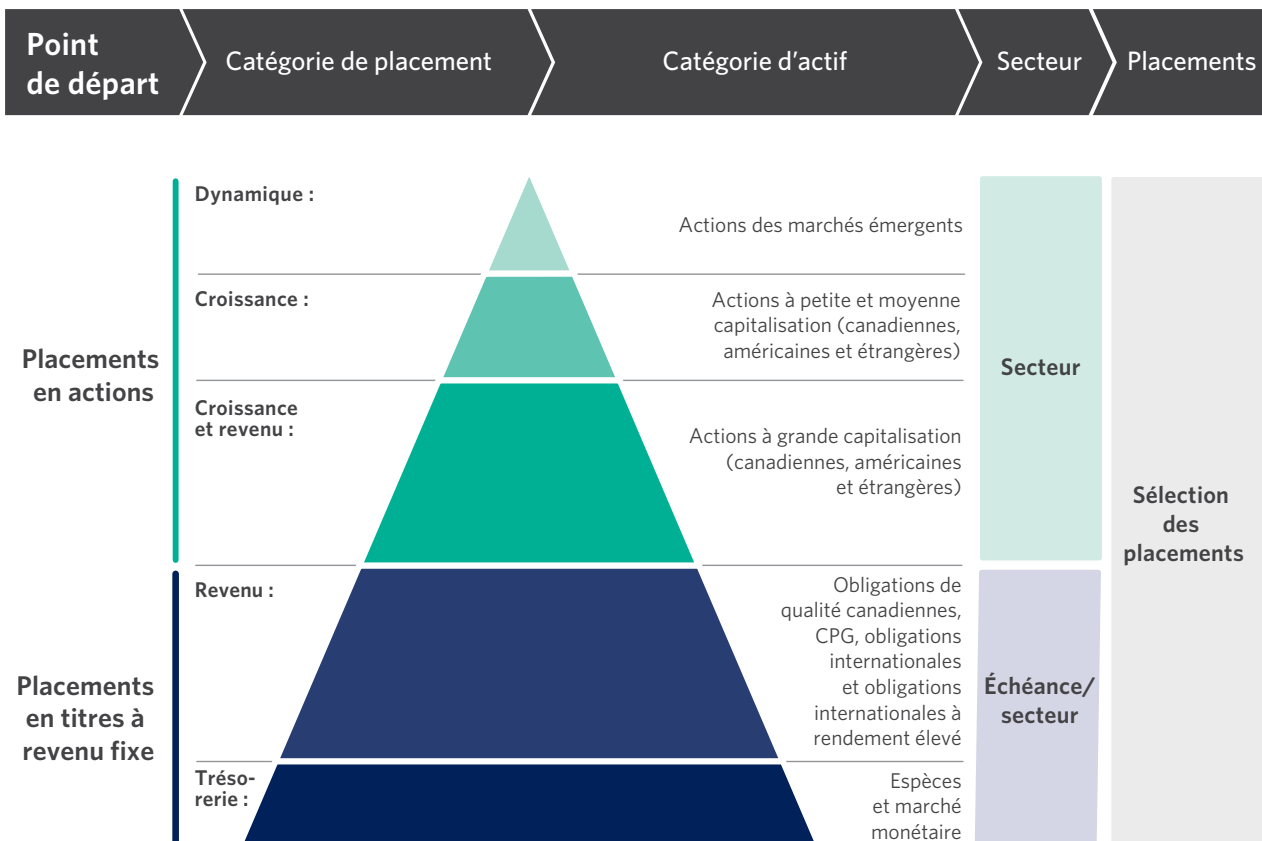 Point
de départ
Catégorie de placement
Catégorie d'actif
Secteur
Placements
Placements
en actions
Dynamique :
Actions des marchés émergents
Croissance :
Actions à petite et moyenne
capitalisation (canadiennes,
américaines et étrangères)
Croissance
et revenu :
Actions à grande capitalisation
(canadiennes, américaines
et étrangères)
Secteur
Sélection
des
placements
Placements
en titres à
revenu fixe
Revenu :
Obligations de
qualité canadiennes,
CPG, obligations
internationales
et obligations
internationales à
rendement élevé
Échéance/
secteur
Tréso-
rerie :
Espèces
et marché
monétaire